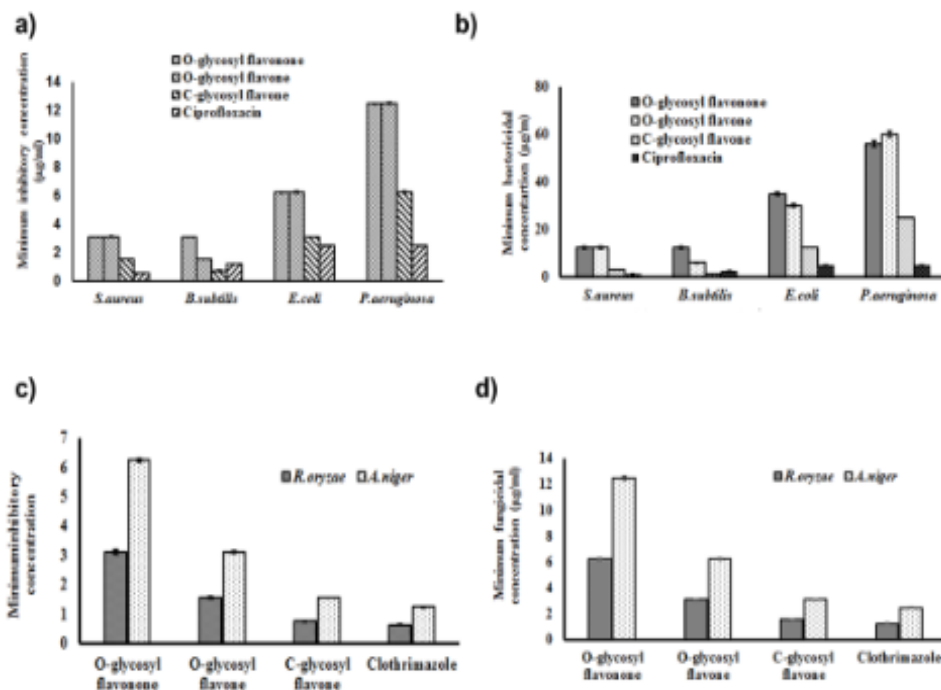 a)
O-glycosyl flavonone
O-glycosyl flavone
C-glycosyl flavone
Ciprofloxacin
Minimum inhibitory concentration
(µg/ml)
14
12
10
8
6
4
2
0
S.aureus B.subtilis E.coli P.aeruginosa
b)
O-glycosyl flavonono
O-glycosyl flavone
C-glycosyl flavone
Ciprofloxacin
Minimum bactericidal
concentartion (µg/ml)
80
60
40
20
0
S.aureus B.subtilis E.coli P.aeruginosa
c)
R.oryzae A.niger
Minimuminhibitory
concentration
7
6
5
4
3
2
1
0
O-glycosyl O-glycosyl C-glycosyl Clothrimazole
flavonone flavone flavone
d)
R.oryzae A.niger
Minimum fungicidal
concentration (µg/ml)
14
12
10
8
6
4
2
0
O-glycosyl O-glycosyl C-glycosyl Clothrimazole
flavonone flavone flavone